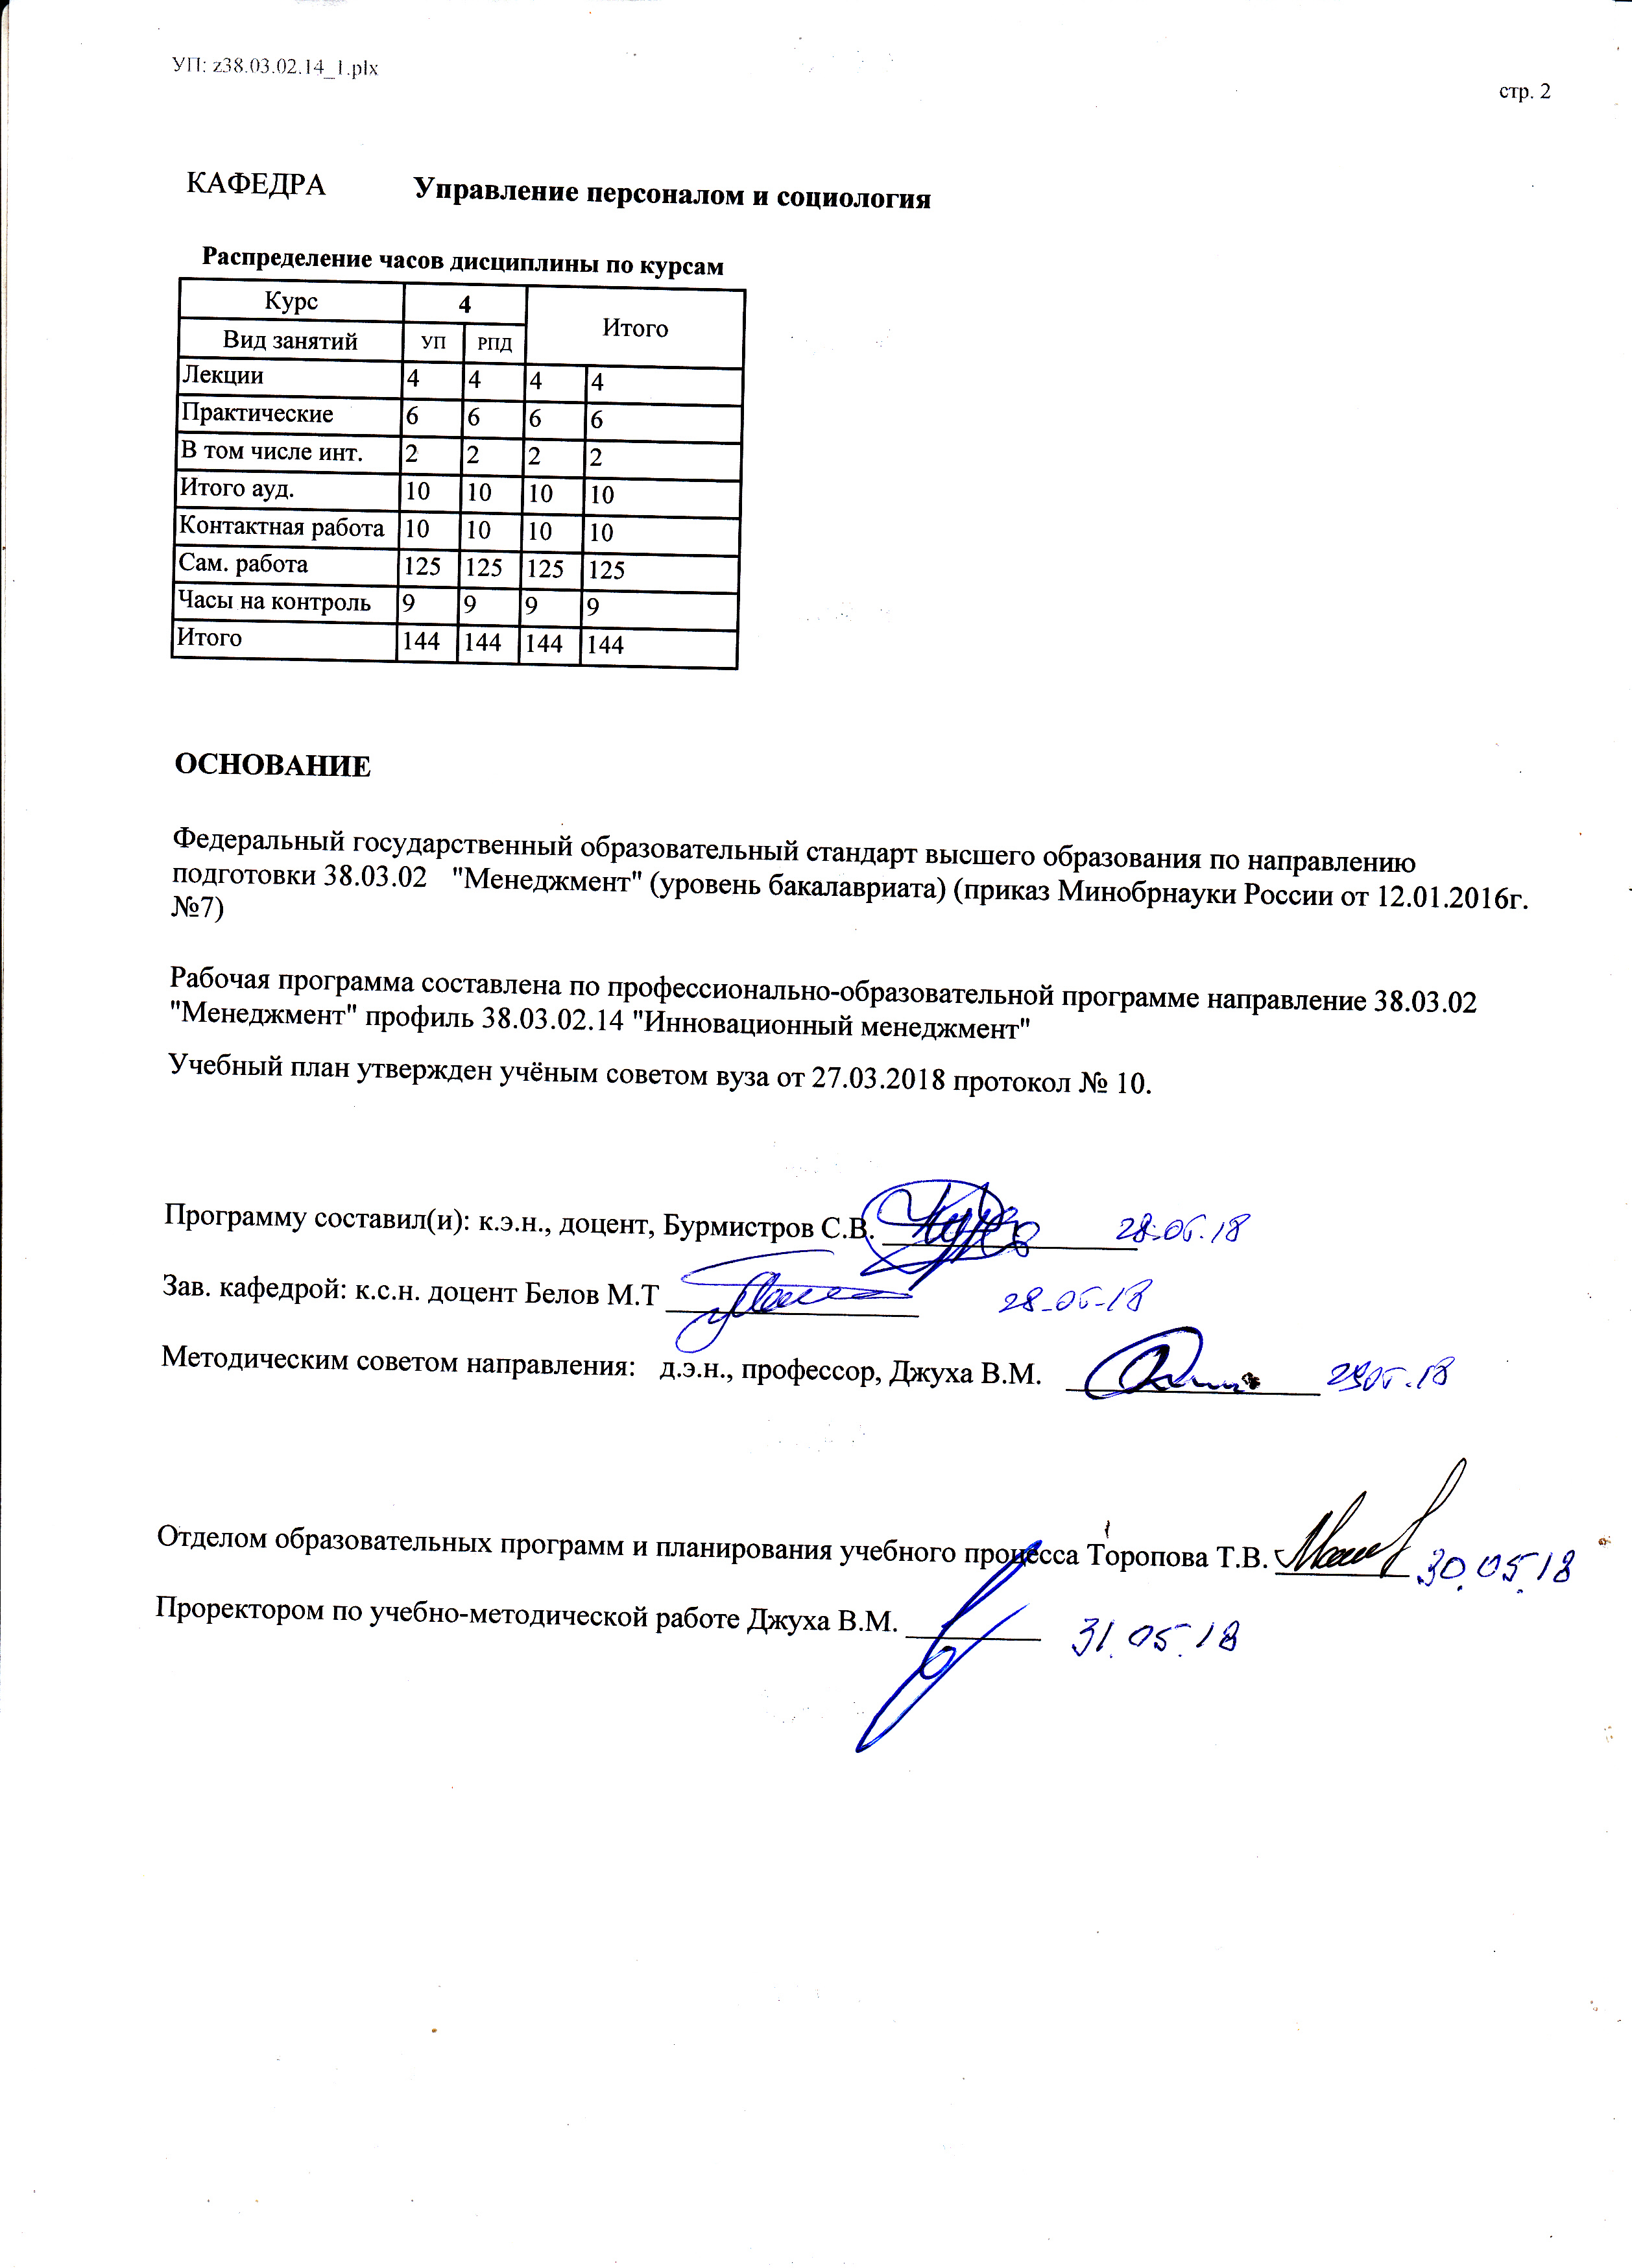 УП: z38.03.02.14_1.plx
стр. 2
КАФЕДРА Управление персоналом и социология
Распределение часов дисциплины по курсам
Курс 4 Итого
Вид занятий УП РПД
Лекции 4 4 4 4
Практические 6 6 6 6
В том числе инт. 2 2 2 2
Итого ауд. 10 10 10 10
Контактная работа 10 10 10 10
Сам. работа 125 125 125 125
Часы на контроль 9 9 9 9
Итого 144 144 144 144
ОСНОВАНИЕ
Федеральный государственный образовательный стандарт высшего образования по направлению
подготовки 38.03.02 "Менеджмент" (уровень бакалавриата) (приказ Минобрнауки России от 12.01.2016г.
№7)
Рабочая программа составлена по профессионально-образовательной программе направление 38.03.02
"Менеджмент" профиль 38.03.02.14 "Инновационный менеджмент"
Учебный план утвержден учёным советом вуза от 27.03.2018 протокол № 10.
Программу составил(и): к.э.н., доцент, Бурмистров С.В. 28.05.18
Зав. кафедрой: к.с.н. доцент Белов М.Т 28-05-18
Методическим советом направления: д.э.н., профессор, Джуха В.М. 29.05.18
Отделом образовательных программ и планирования учебного процесса Торопова Т.В. 30.05.18
Проректором по учебно-методической работе Джуха В.М. 31.05.18